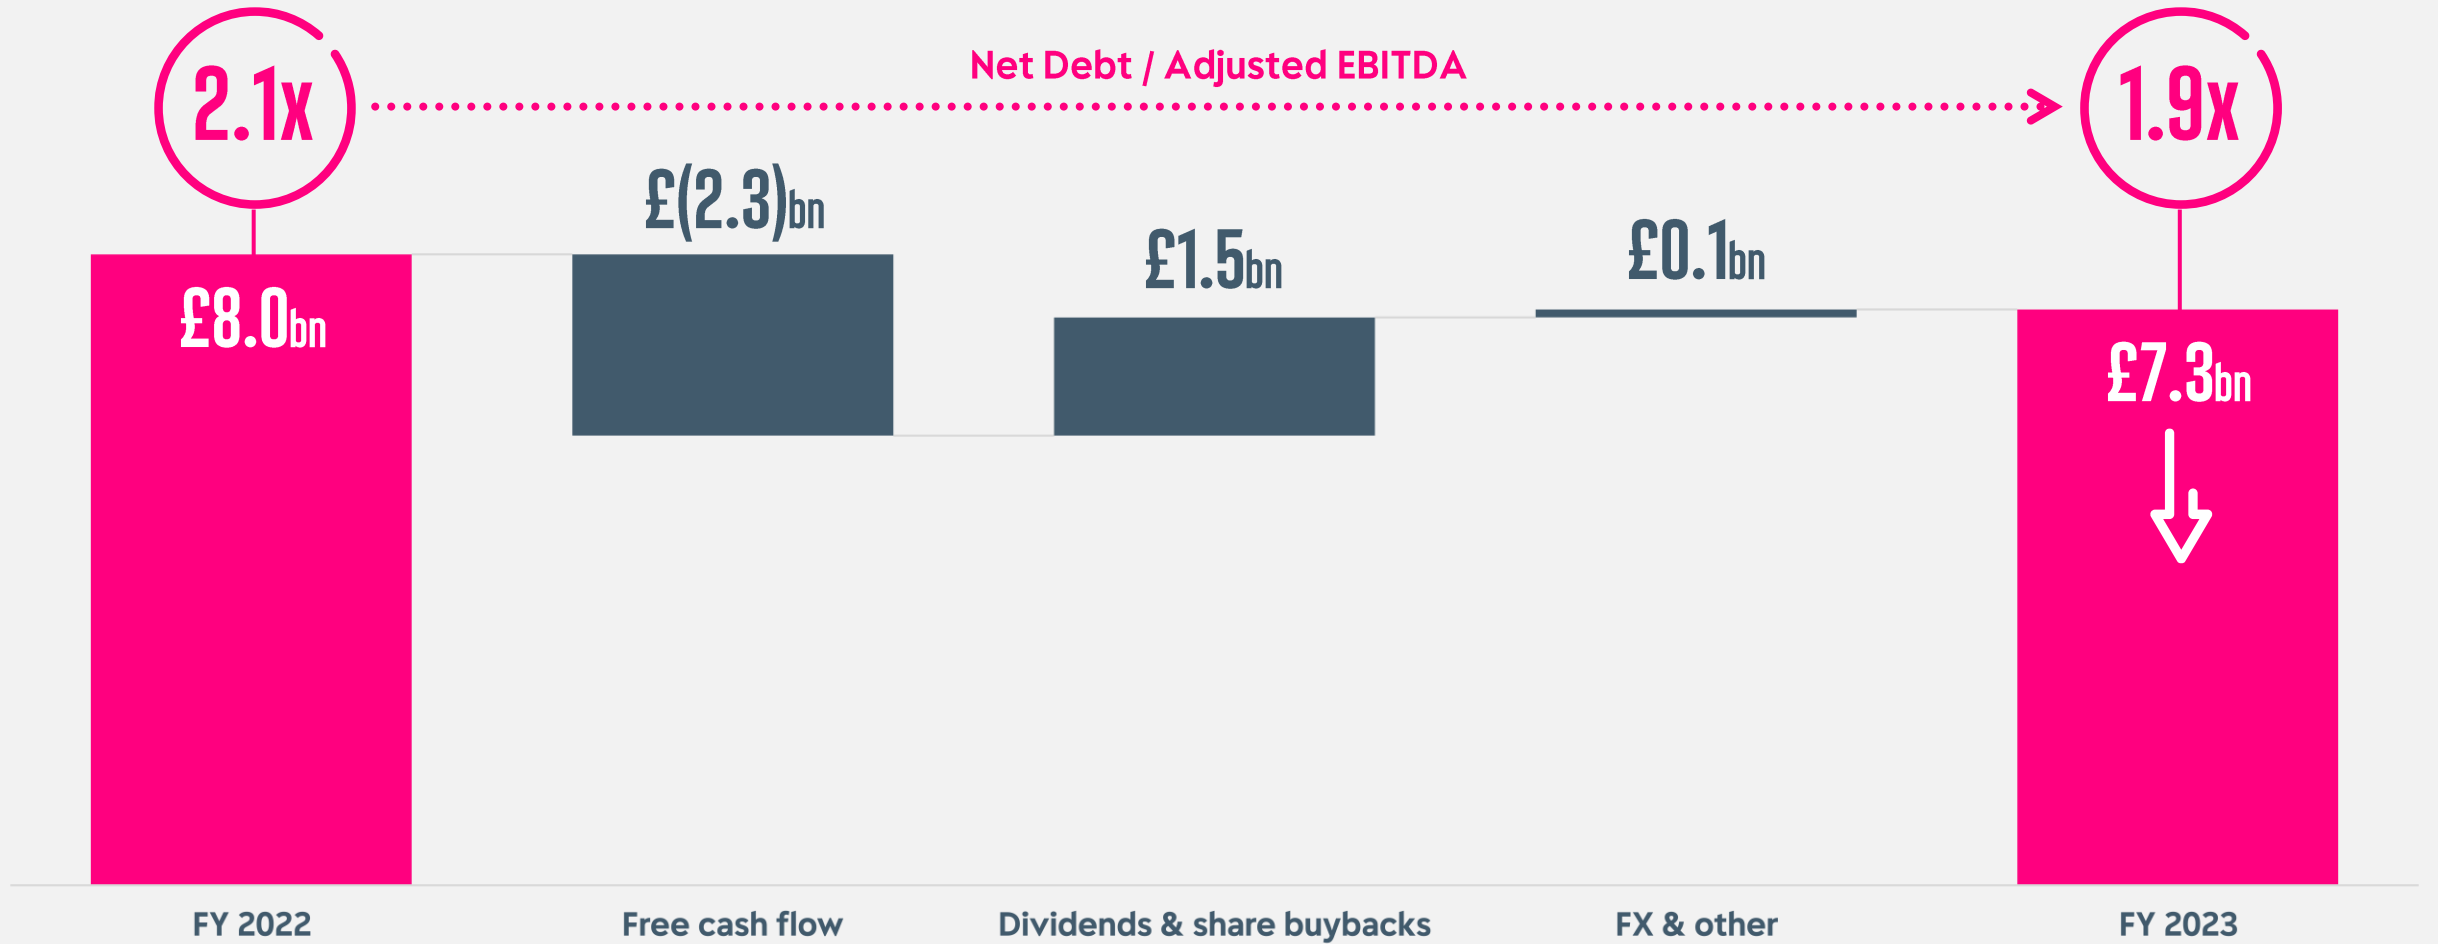 Net Debt / Adjusted EBITDA
2.1x
1.9x
£(2.3)bn
£1.5bn
£0.1bn
£8.0bn
£7.3bn
FY 2022
Free cash flow
Dividends & share buybacks
FX & other
FY 2023